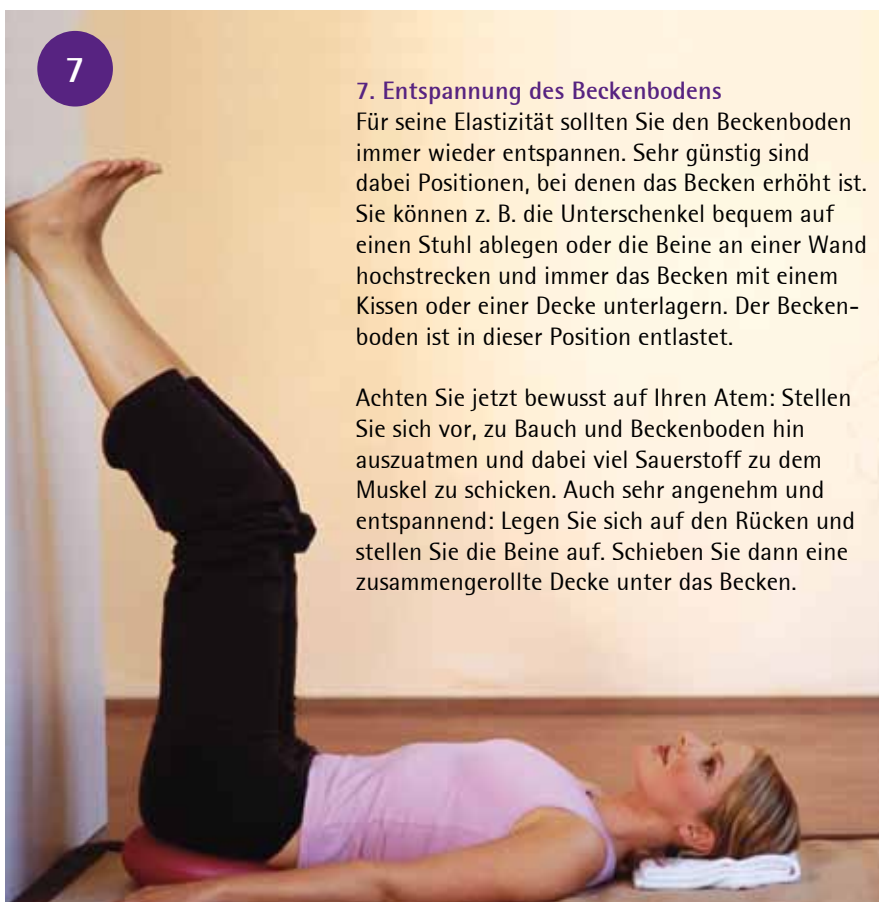 7
7. Entspannung des Beckenbodens
Für seine Elastizität sollten Sie den Beckenboden
immer wieder entspannen. Sehr günstig sind
dabei Positionen, bei denen das Becken erhöht ist.
Sie können z. B. die Unterschenkel bequem auf
einen Stuhl ablegen oder die Beine an einer Wand
hochstrecken und immer das Becken mit einem
Kissen oder einer Decke unterlagern. Der Becken-
boden ist in dieser Position entlastet.
Achten Sie jetzt bewusst auf Ihren Atem: Stellen
Sie sich vor, zu Bauch und Beckenboden hin
auszuatmen und dabei viel Sauerstoff zu dem
Muskel zu schicken. Auch sehr angenehm und
entspannend: Legen Sie sich auf den Rücken und
stellen Sie die Beine auf. Schieben Sie dann eine
zusammengerollte Decke unter das Becken.